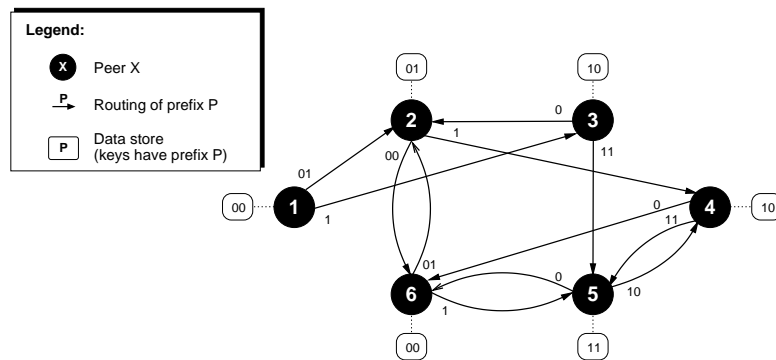 Legend:
X Peer X
P Routing of prefix P
P Data store
(keys have prefix P)
01 10
2 0 3
1
00 11
01
00 1 1 0 4 10
11
01 0
6 1 5 10
00 11